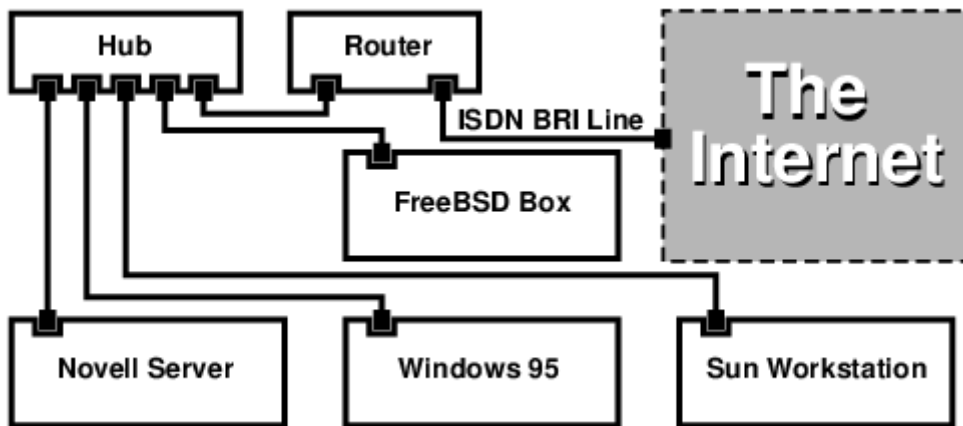 Hub
Router
The
Internet
ISDN BRI Line
FreeBSD Box
Novell Server
Windows 95
Sun Workstation